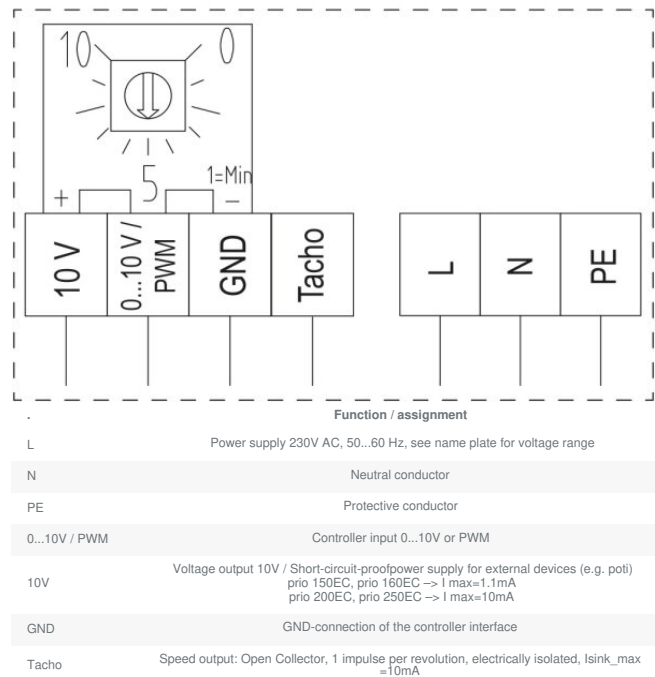 10 0
5 1=Min
+ -
10 V
0...10 V /
PWM
GND
Tacho
L
N
PE
. Function / assignment
L Power supply 230V AC, 50...60 Hz, see name plate for voltage range
N Neutral conductor
PE Protective conductor
0...10V / PWM Controller input 0...10V or PWM
10V Voltage output 10V / Short-circuit-proofpower supply for external devices (e.g. poti)
prio 150EC, prio 160EC –> I max=1.1mA
prio 200EC, prio 250EC –> I max=10mA
GND GND-connection of the controller interface
Tacho Speed output: Open Collector, 1 impulse per revolution, electrically isolated, Isink_max
=10mA